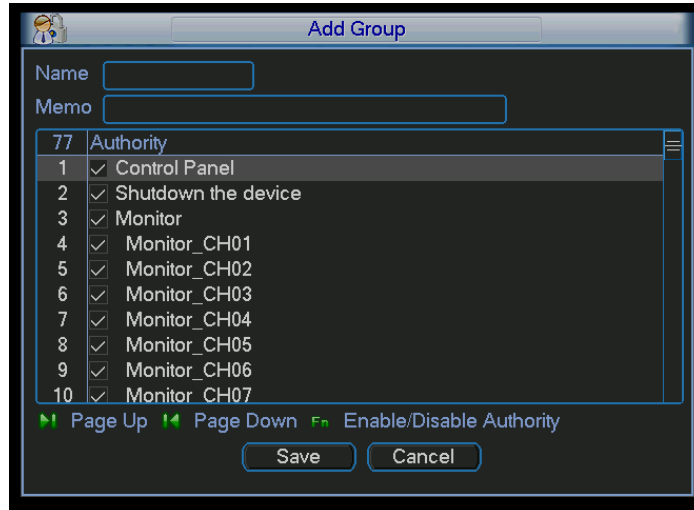 Add Group
Name
Memo
77 Authority
1 Control Panel
2 Shutdown the device
3 Monitor
4 Monitor_CH01
5 Monitor_CH02
6 Monitor_CH03
7 Monitor_CH04
8 Monitor_CH05
9 Monitor_CH06
10 Monitor_CH07
Page Up Page Down Fn Enable/Disable Authority
Save Cancel